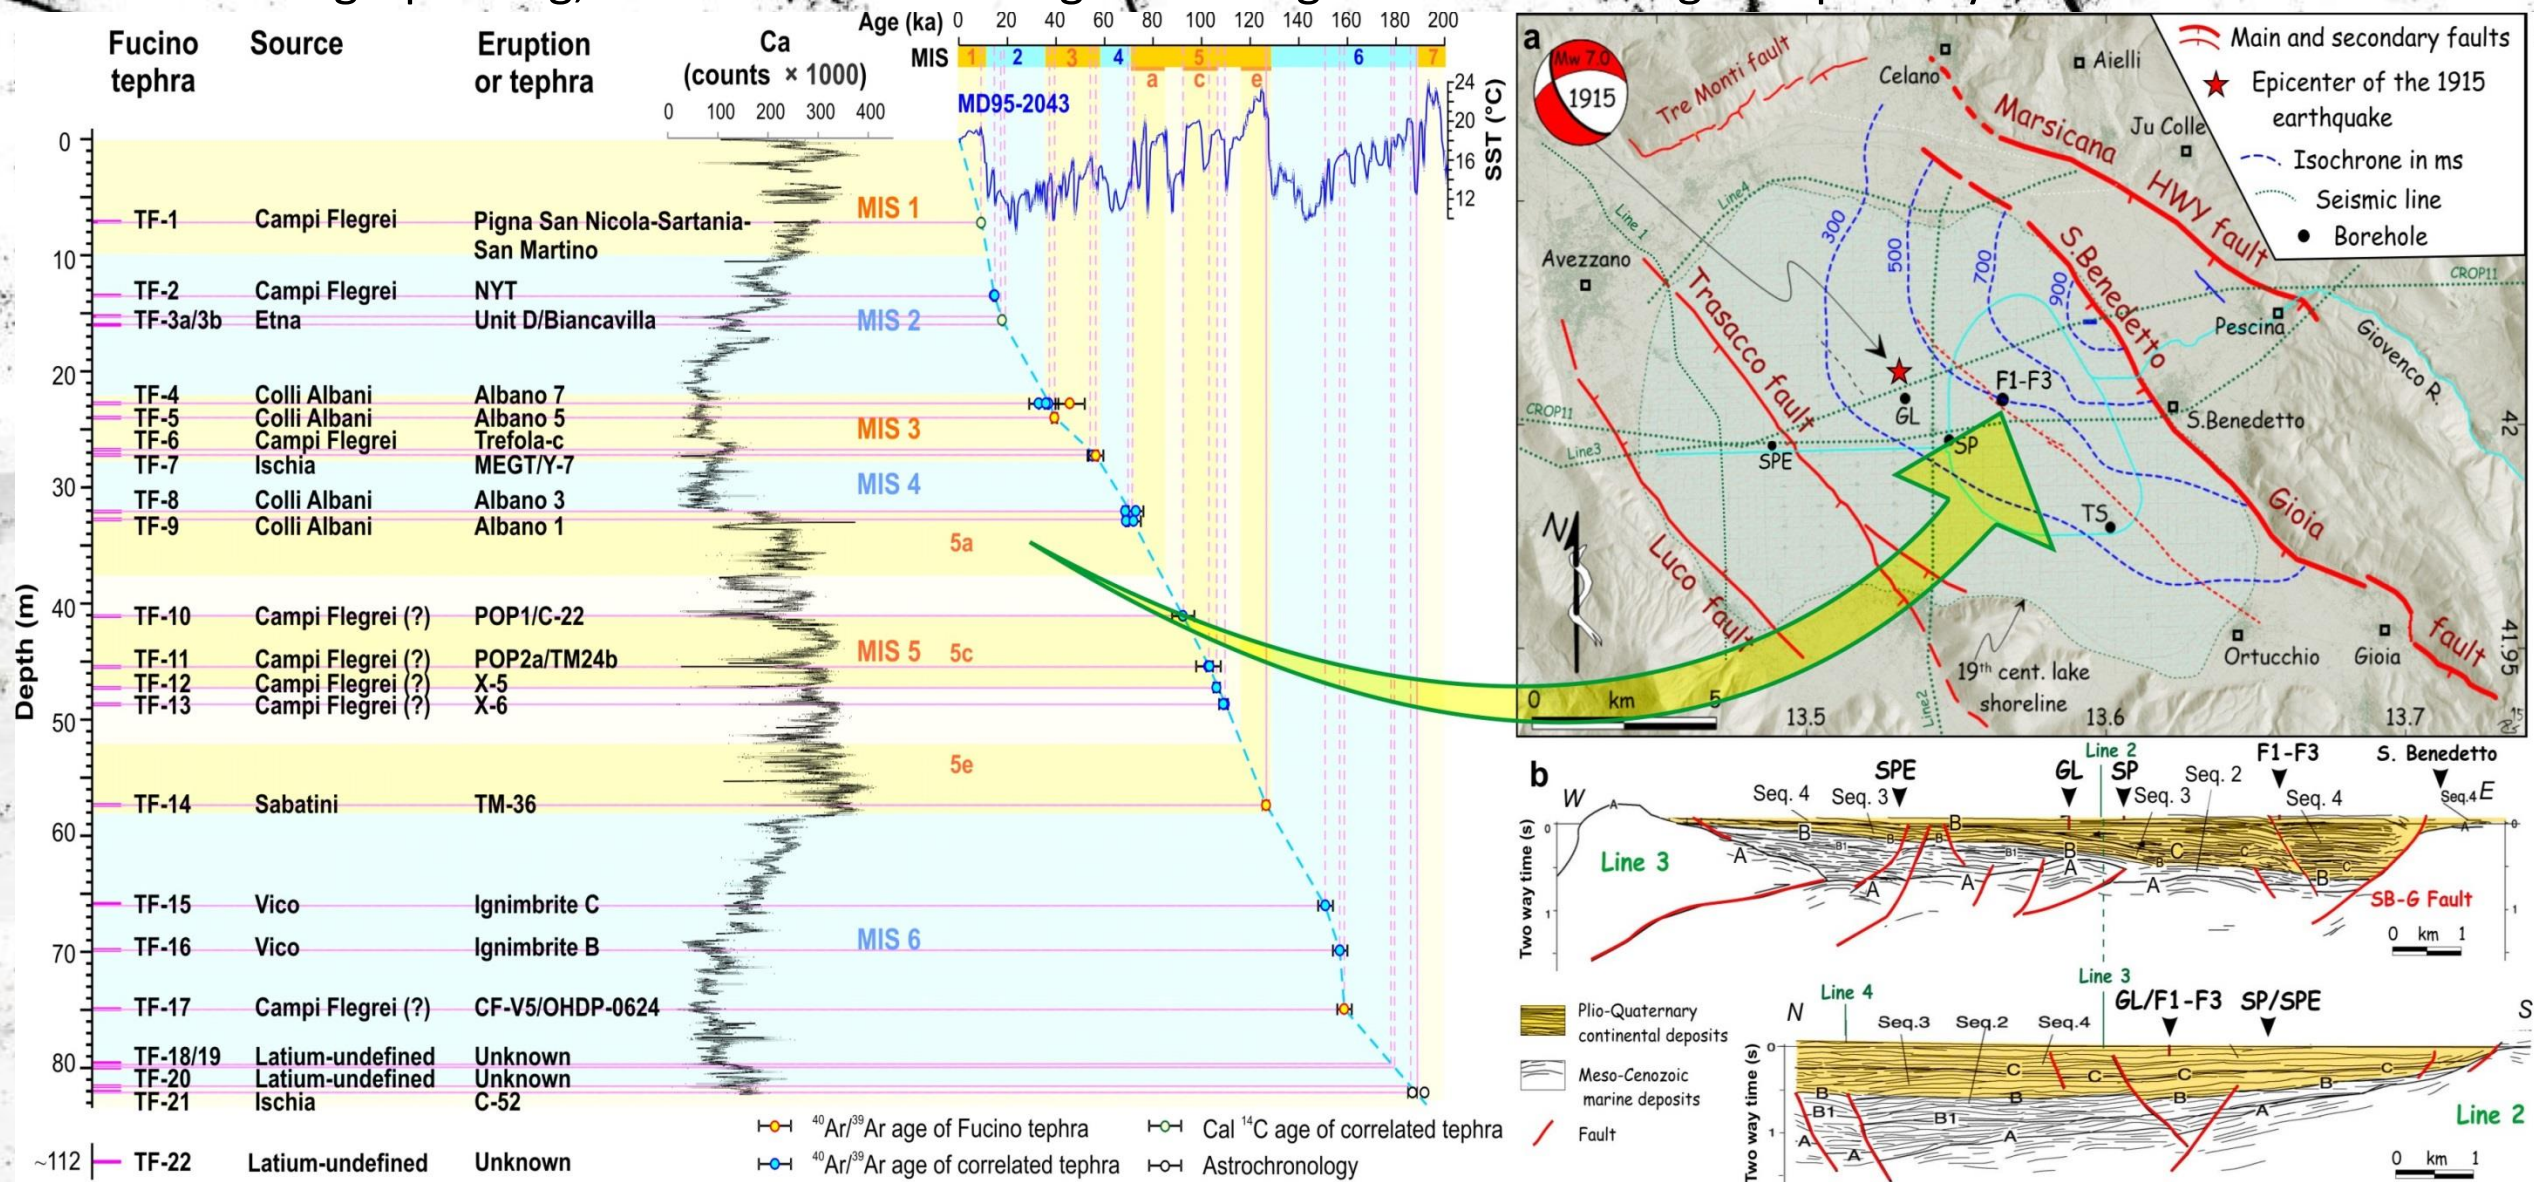 Age (ka) 0 20 40 60 80 100 120 140 160 180 200
Fucino tephra
Source
Eruption or tephra
Ca (counts × 1000)
0 100 200 300 400
MIS 1 2 3 4 5 6 7
a c e
MD95-2043
SST (°C)
24
20
16
12
Depth (m)
0
10
20
30
40
50
60
70
80
~112
TF-1 Campi Flegrei Pigna San Nicola-Sartania-
San Martino
TF-2 Campi Flegrei NYT
TF-3a/3b Etna Unit D/Biancavilla
TF-4 Colli Albani Albano 7
TF-5 Colli Albani Albano 5
TF-6 Campi Flegrei Trefola-c
TF-7 Ischia MEGT/Y-7
TF-8 Colli Albani Albano 3
TF-9 Colli Albani Albano 1
TF-10 Campi Flegrei (?) POP1/C-22
TF-11 Campi Flegrei (?) POP2a/TM24b
TF-12 Campi Flegrei (?) X-5
TF-13 Campi Flegrei (?) X-6
TF-14 Sabatini TM-36
TF-15 Vico Ignimbrite C
TF-16 Vico Ignimbrite B
TF-17 Campi Flegrei (?) CF-V5/OHDP-0624
TF-18/19 Latium-undefined Unknown
TF-20 Latium-undefined Unknown
TF-21 Ischia C-52
TF-22 Latium-undefined Unknown
MIS 1
MIS 2
MIS 3
MIS 4
5a
MIS 5 5c
5e
MIS 6
40Ar/39Ar age of Fucino tephra
40Ar/39Ar age of correlated tephra
Cal 14C age of correlated tephra
Astrochronology
a
Mw 7.0
1915
Main and secondary faults
Epicenter of the 1915
earthquake
Isochrone in ms
Seismic line
Borehole
Tre Monti fault
Celano
Aielli
Marsicana
HWY fault
Ju Colle
Line 1
Line4
300
500
700
900
Avezzano
Trasacco fault
S.Benedetto
Gioia
fault
CROP11
Pescina
Giovenco R.
F1-F3
GL
SP
SPE
TS
S.Benedetto
CROP11
Line3
Luco fault
Line2
N
42
41.95
19th cent. lake
shoreline
Ortucchio
Gioia
0 km 5
13.5
13.6
13.7
b
W
SPE
GL
Line 2
SP
F1-F3
S. Benedetto
Seq. 4
Seq. 3
Seq. 3
Seq. 2
Seq. 4
Seq.4
E
Two way time (s)
0
1
Line 3
A
B
B1
C
SB-G Fault
0 km 1
Plio-Quaternary
continental deposits
Meso-Cenozoic
marine deposits
Fault
N
Line 4
Line 3
GL/F1-F3
SP/SPE
S
Seq.3
Seq.2
Seq.4
Two way time (s)
0
1
A
B
B1
C
Line 2
0 km 1